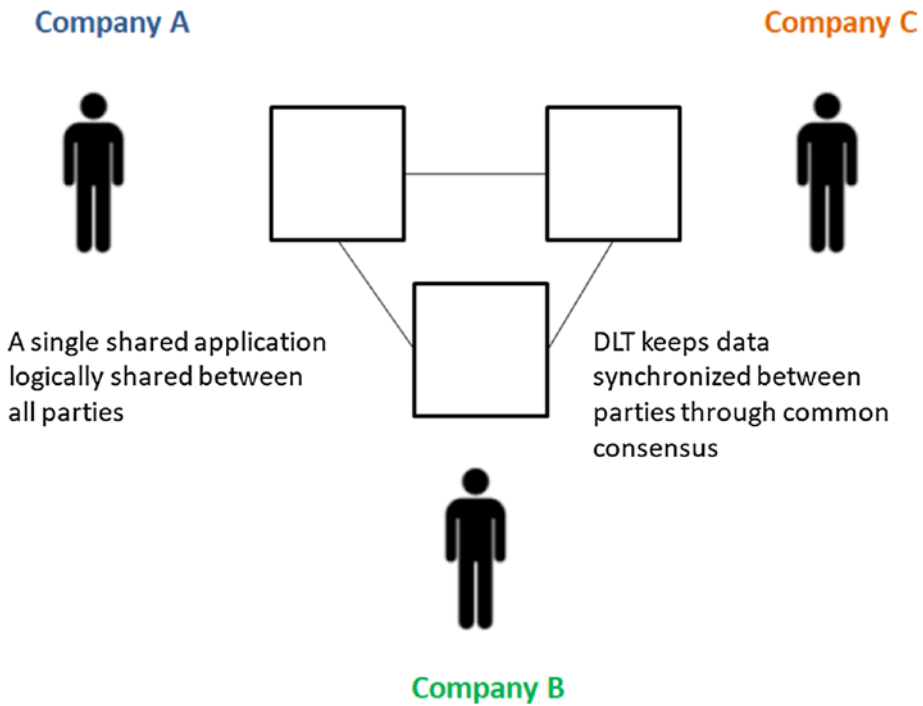 Company A
Company C
A single shared application
logically shared between
all parties
DLT keeps data
synchronized between
parties through common
consensus
Company B